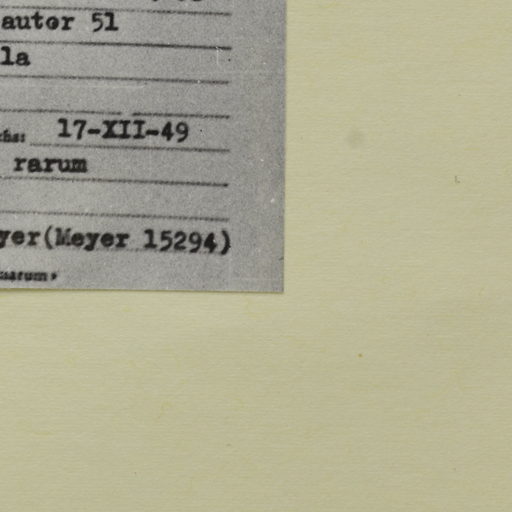 autor 51
la
17-XII-49
rarum
yer(Meyer 15294)